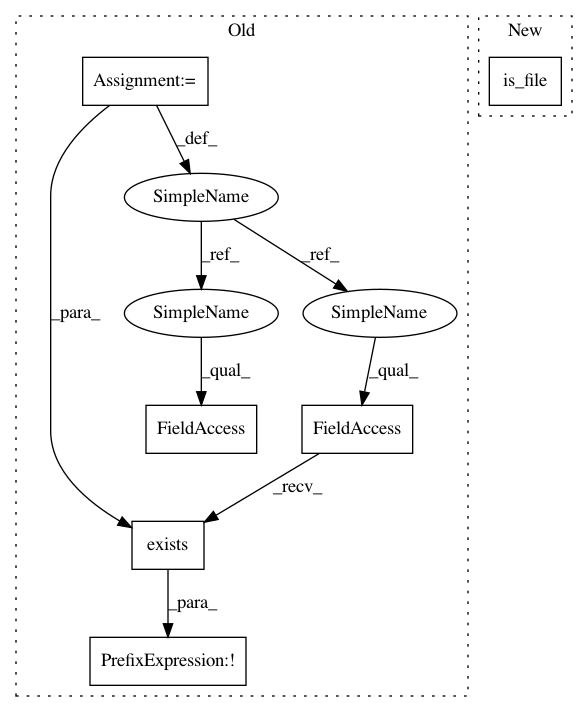 Old
New
Assignment:=
is_file
_def_
SimpleName
_ref_
_ref_
_para_
SimpleName
SimpleName
_qual_
_qual_
FieldAccess
FieldAccess
_recv_
exists
_para_
PrefixExpression:!